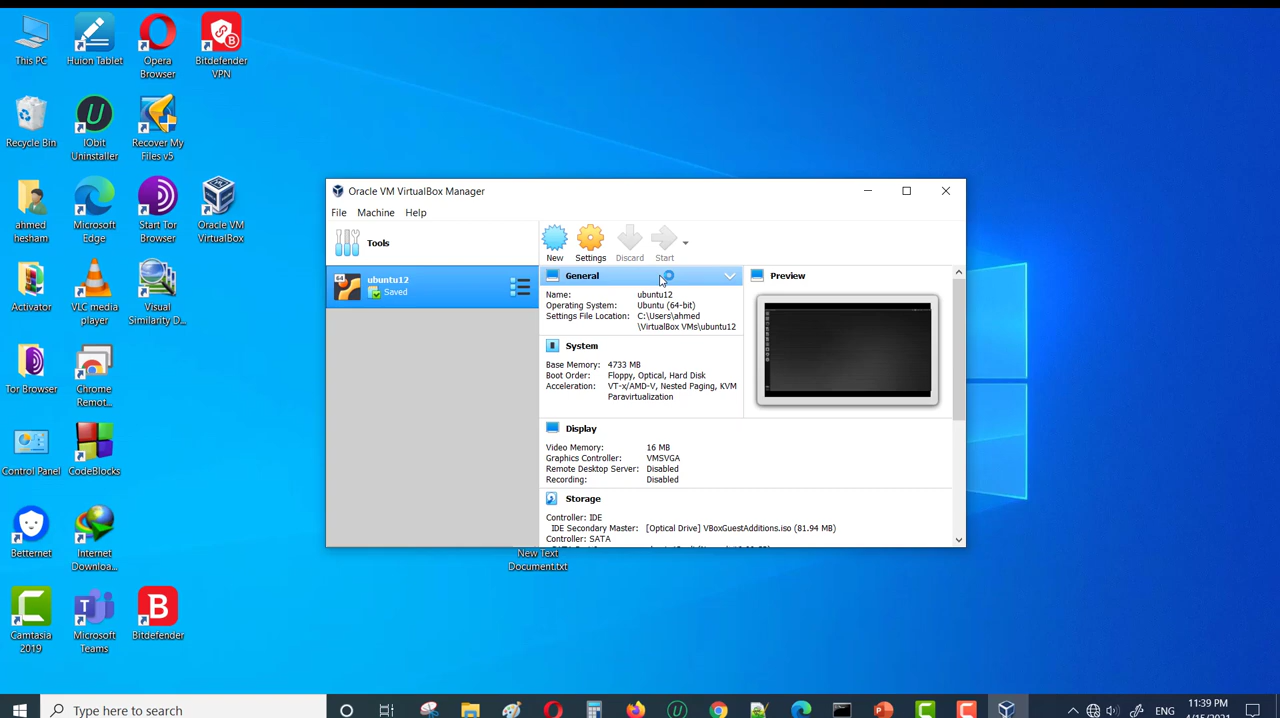 This PC
Huion Tablet
Opera
Browser
Bitdefender
VPN
Recycle Bin
IObit
Uninstaller
Recover My
Files v5
ahmed
hesham
Microsoft
Edge
Start Tor
Browser
Oracle VM
VirtualBox
Activator
VLC media
player
Visual
Similarity D...
Tor Browser
Chrome
Remot...
Control Panel
CodeBlocks
Betternet
Internet
Downloa...
Camtasia
2019
Microsoft
Teams
Bitdefender
New Text
Document.txt
Oracle VM VirtualBox Manager
File Machine Help
Tools
New Settings Discard Start
64
ubuntu12
Saved
General
Name: ubuntu12
Operating System: Ubuntu (64-bit)
Settings File Location: C:\Users\ahmed
\VirtualBox VMs\ubuntu12
System
Base Memory: 4733 MB
Boot Order: Floppy, Optical, Hard Disk
Acceleration: VT-x/AMD-V, Nested Paging, KVM
Paravirtualization
Preview
Display
Video Memory: 16 MB
Graphics Controller: VMSVGA
Remote Desktop Server: Disabled
Recording: Disabled
Storage
Controller: IDE
IDE Secondary Master: [Optical Drive] VBoxGuestAdditions.iso (81.94 MB)
Controller: SATA
Type here to search
ENG
11:39 PM